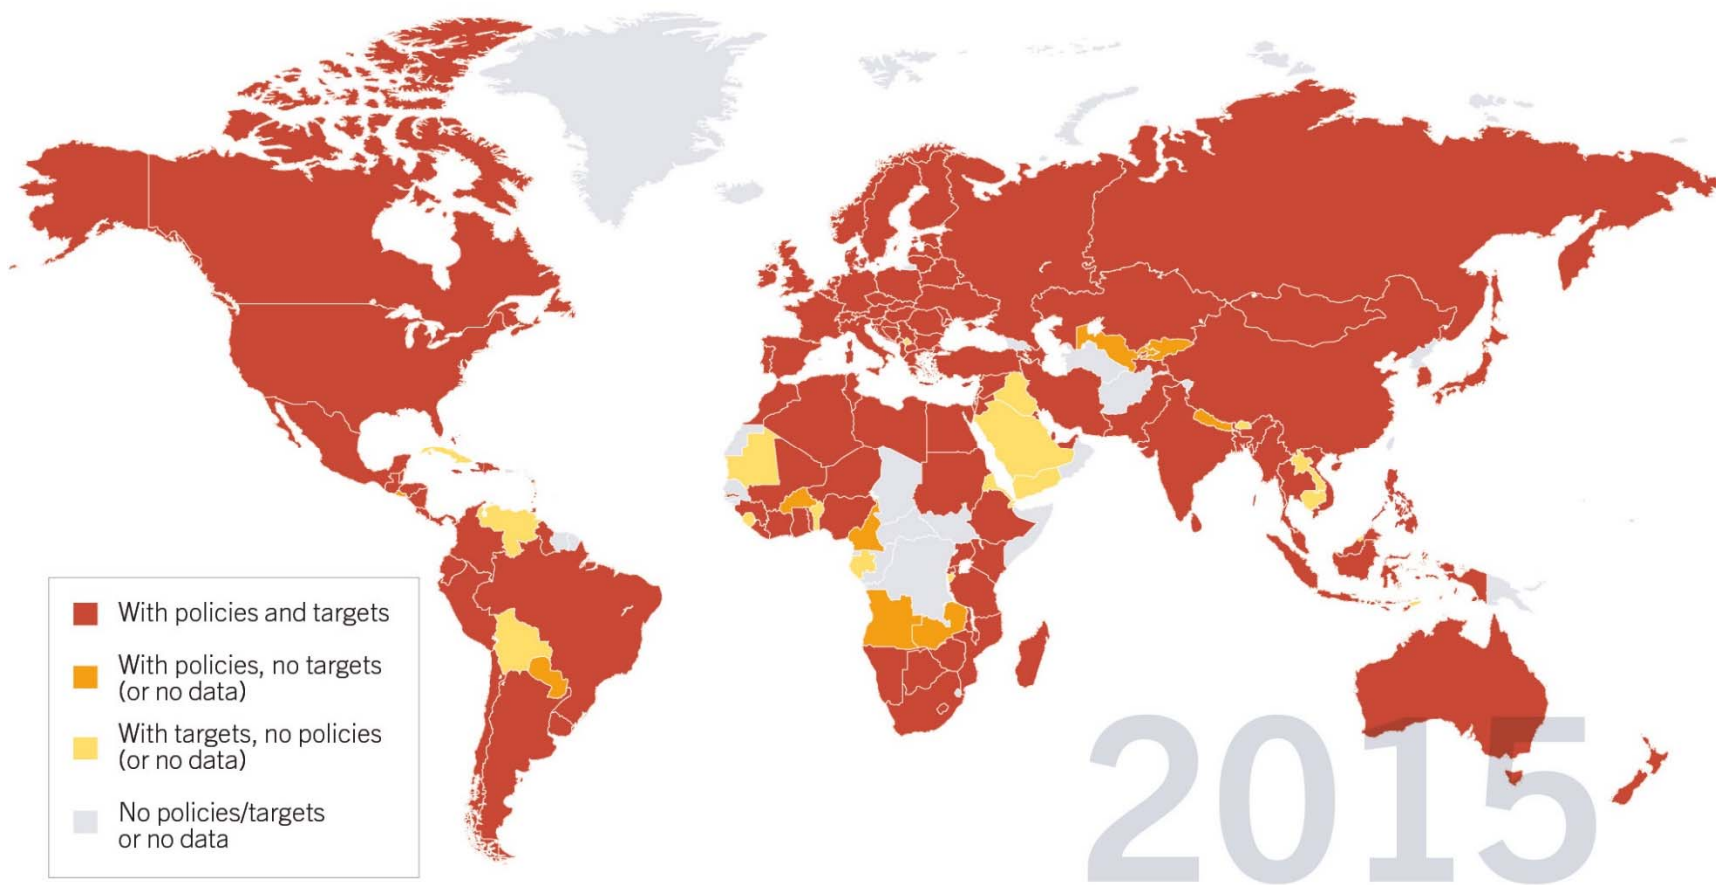 With policies and targets
With policies, no targets
(or no data)
With targets, no policies
(or no data)
No policies/targets
or no data
2015